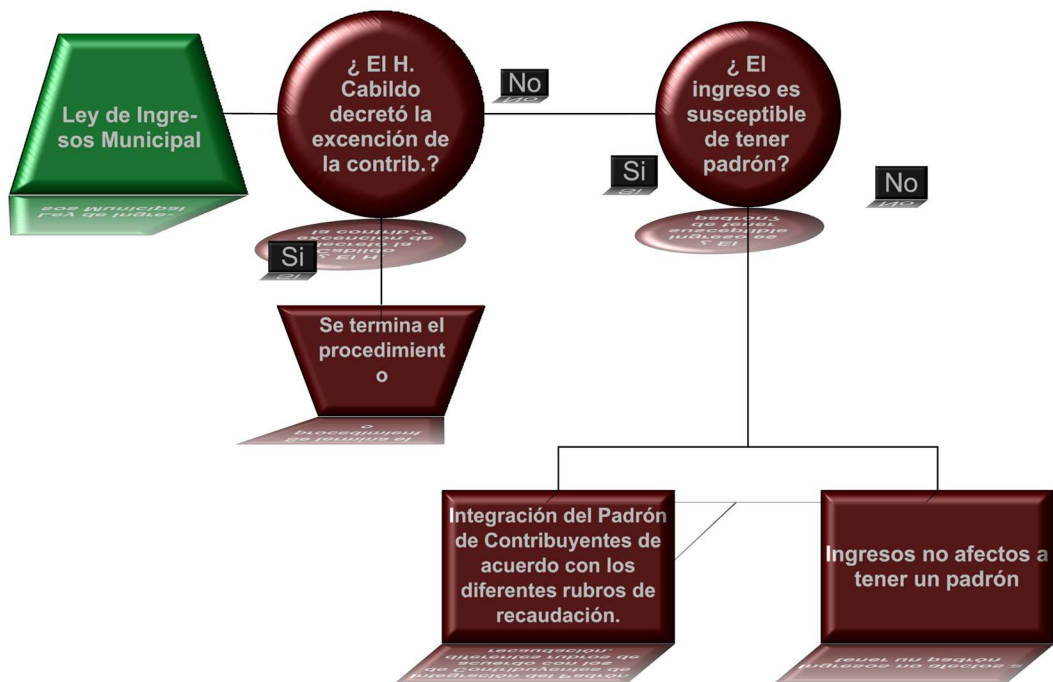 Ley de Ingre-
sos Municipal
¿ El H.
Cabildo
decretó la
excención de
la contrib.?
No
¿ El
ingreso es
susceptible
de tener
padrón?
Si
No
Si
Se termina el
procedimient
o
Integración del Padrón
de Contribuyentes de
acuerdo con los
diferentes rubros de
recaudación.
Ingresos no afectos a
tener un padrón